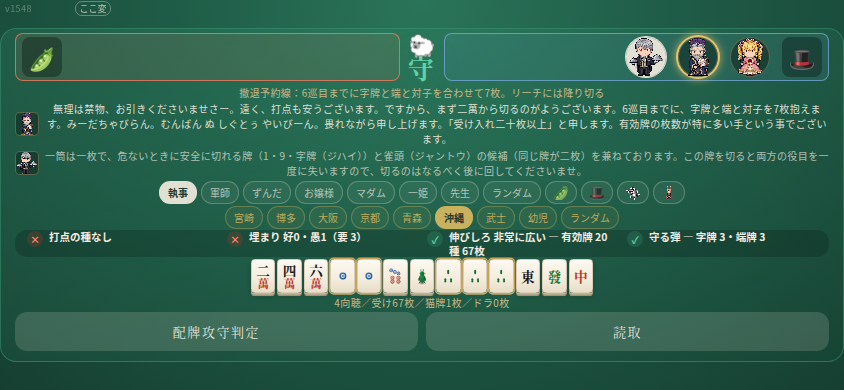 v1548
ここ変
守
撤退予約線：6巡目までに字牌と端と対子を合わせて7枚。リーチには降り切る
無理は禁物、お引きくださいませさー。遠く、打点も安うございます。ですから、まず二萬から切るのがようございます。6巡目までに、字牌と端と対子を7枚抱えま
す。みーだちゃびらん。むんばん ぬ しぐとぅ やいびーん。畏れながら申し上げます。「受け入れ二十枚以上」と申します。有効牌の枚数が特に多い手という事でござい
ます。
一筒は一枚で、危ないときに安全に切れる牌（1・9・字牌（ジハイ））と雀頭（ジャントウ）の候補（同じ牌が二枚）を兼ねております。この牌を切ると両方の役目を一
度に失いますので、切るのはなるべく後に回してくださいませ。
執事
軍師
ずんだ
お嬢様
マダム
一姫
先生
ランダム
宮崎
博多
大阪
京都
青森
沖縄
武士
幼児
ランダム
打点の種なし
埋まり 好0・愚1（要 3）
伸びしろ 非常に広い — 有効牌 20
種 67枚
守る弾 — 字牌 3・端牌 3
二萬 四萬 六萬 東 發 中
4向聴／受け67枚／猫牌1枚／ドラ0枚
配牌攻守判定
読取